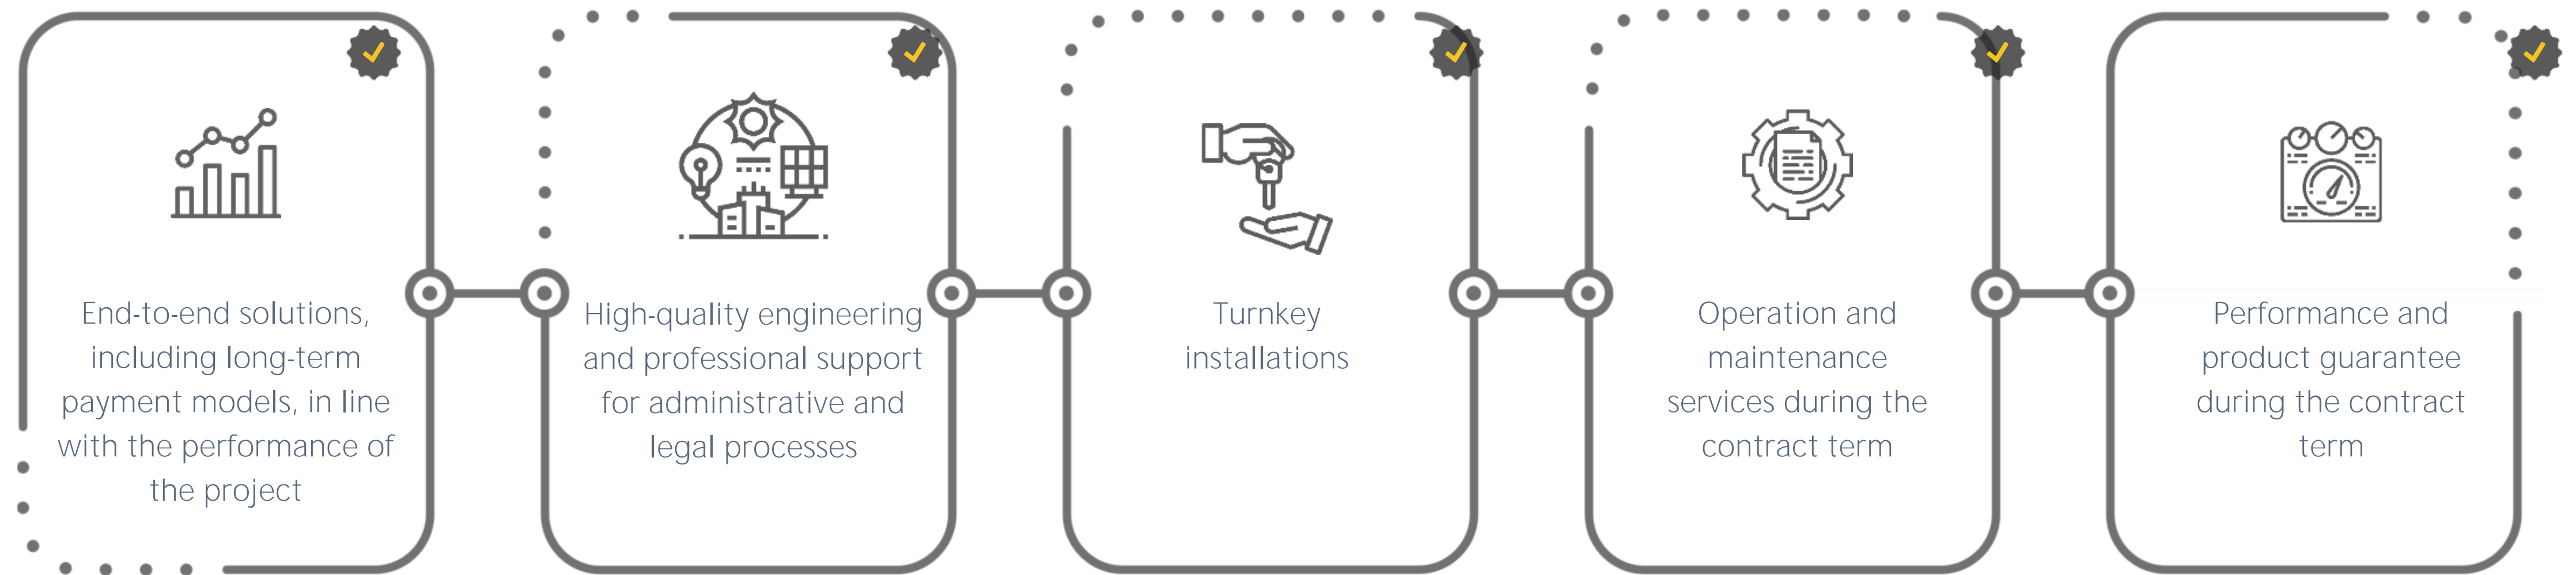 End-to-end solutions,
including long-term
payment models, in line
with the performance of
the project
High-quality engineering
and professional support
for administrative and
legal processes
Turnkey
installations
Operation and
maintenance
services during the
contract term
Performance and
product guarantee
during the contract
term